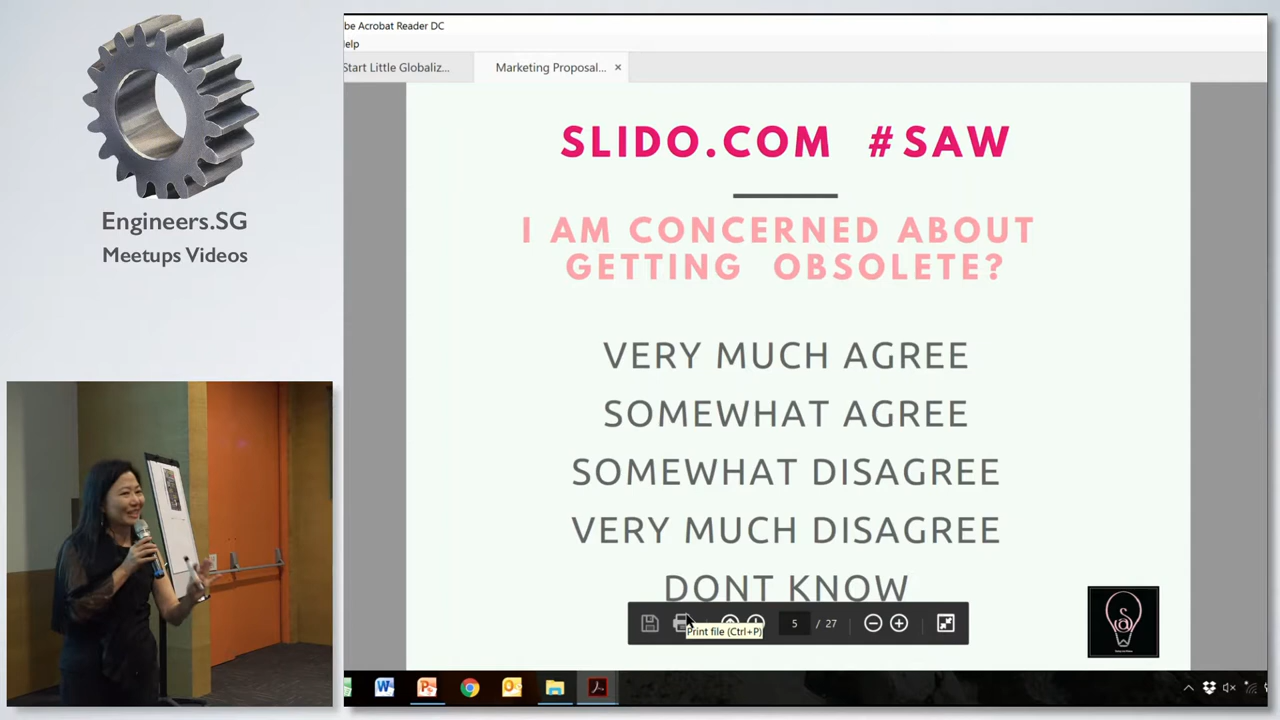 Engineers.SG
Meetups Videos
be Acrobat Reader DC
elp
Start Little Globaliz...
Marketing Proposal... ×
SLIDO.COM #SAW
I AM CONCERNED ABOUT
GETTING OBSOLETE?
VERY MUCH AGREE
SOMEWHAT AGREE
SOMEWHAT DISAGREE
VERY MUCH DISAGREE
DONT KNOW
5 / 27
Print file (Ctrl+P)